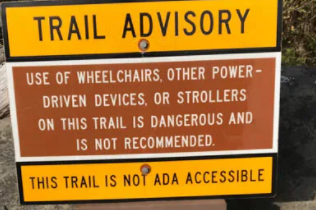 TRAIL ADVISORY
USE OF WHEELCHAIRS, OTHER POWER-
DRIVEN DEVICES, OR STROLLERS
ON THIS TRAIL IS DANGEROUS AND
IS NOT RECOMMENDED.
THIS TRAIL IS NOT ADA ACCESSIBLE